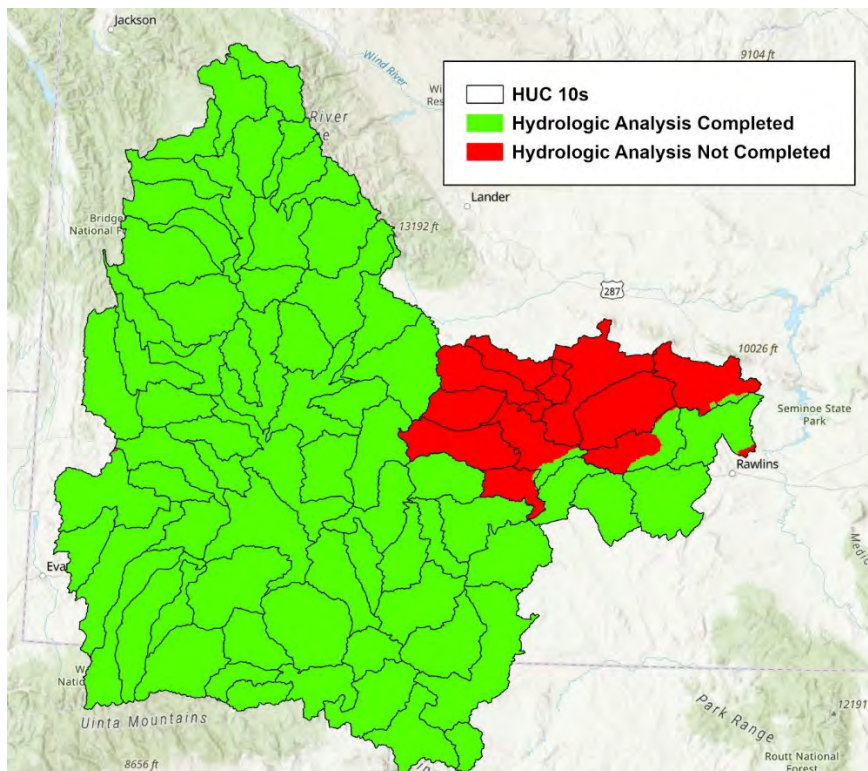 Jackson
Wind River
9104 ft
HUC 10s
Hydrologic Analysis Completed
Hydrologic Analysis Not Completed
River
Lander
13192 ft
National
287
10026 ft
Seminoe State
Park
Rawlins
Uinta Mountains
8656 ft
Park Range
12191
Routt National
Forest